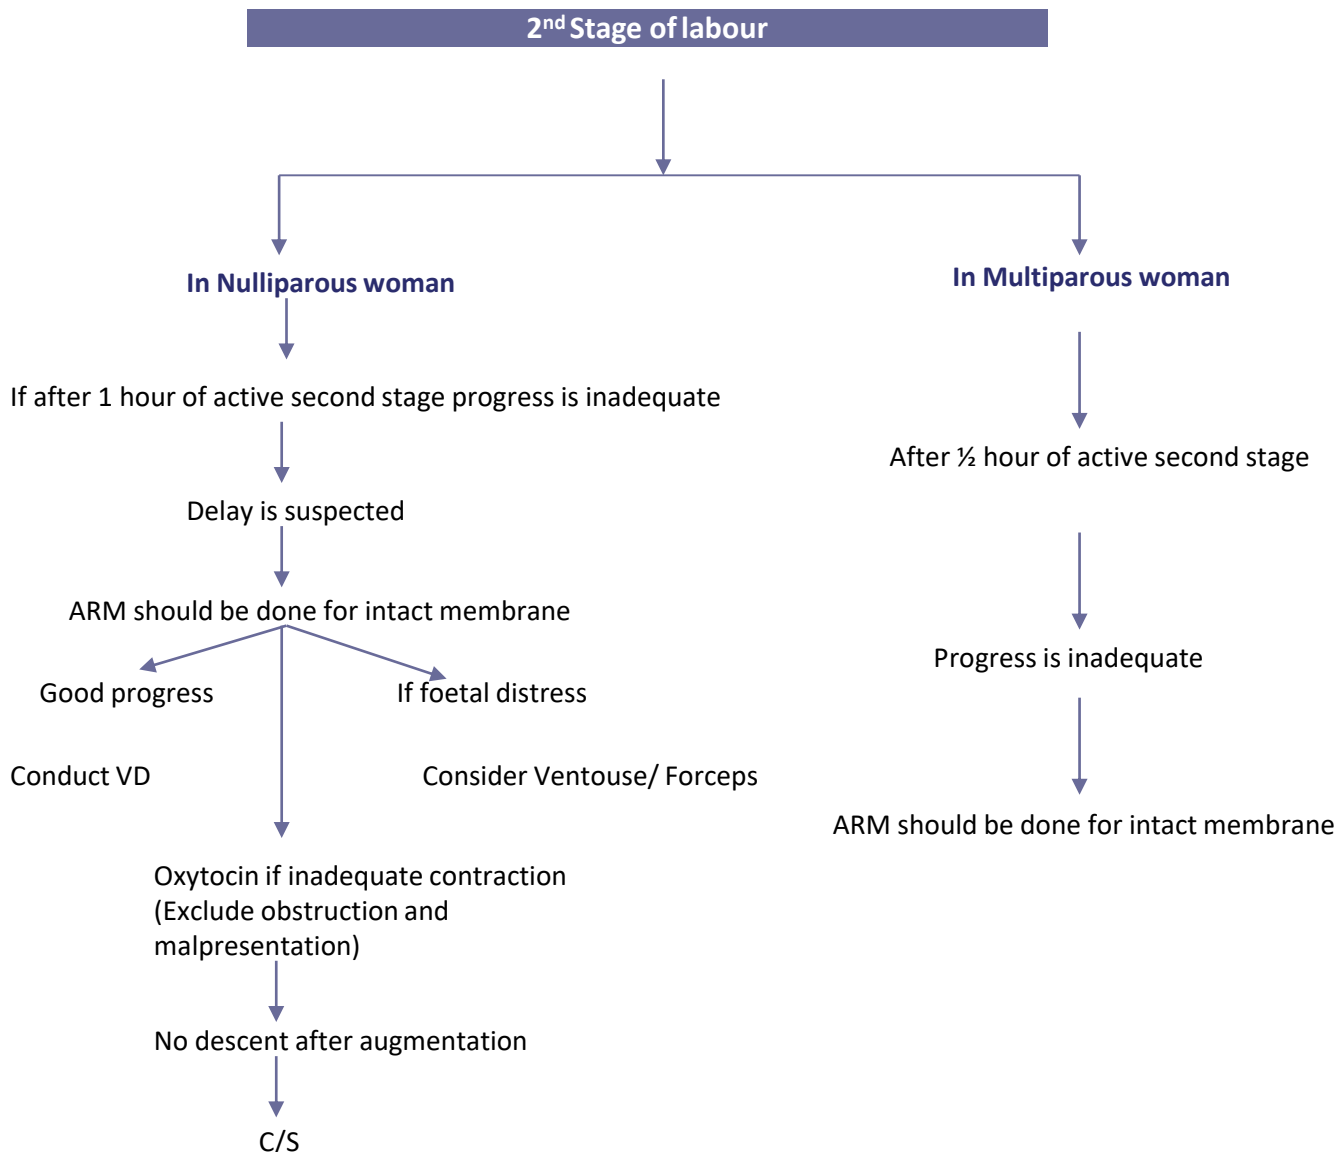 2nd Stage of labour
In Nulliparous woman
In Multiparous woman
If after 1 hour of active second stage progress is inadequate
After ½ hour of active second stage
Delay is suspected
ARM should be done for intact membrane
Progress is inadequate
Good progress
If foetal distress
Conduct VD
Consider Ventouse/ Forceps
ARM should be done for intact membrane
Oxytocin if inadequate contraction
(Exclude obstruction and
malpresentation)
No descent after augmentation
C/S